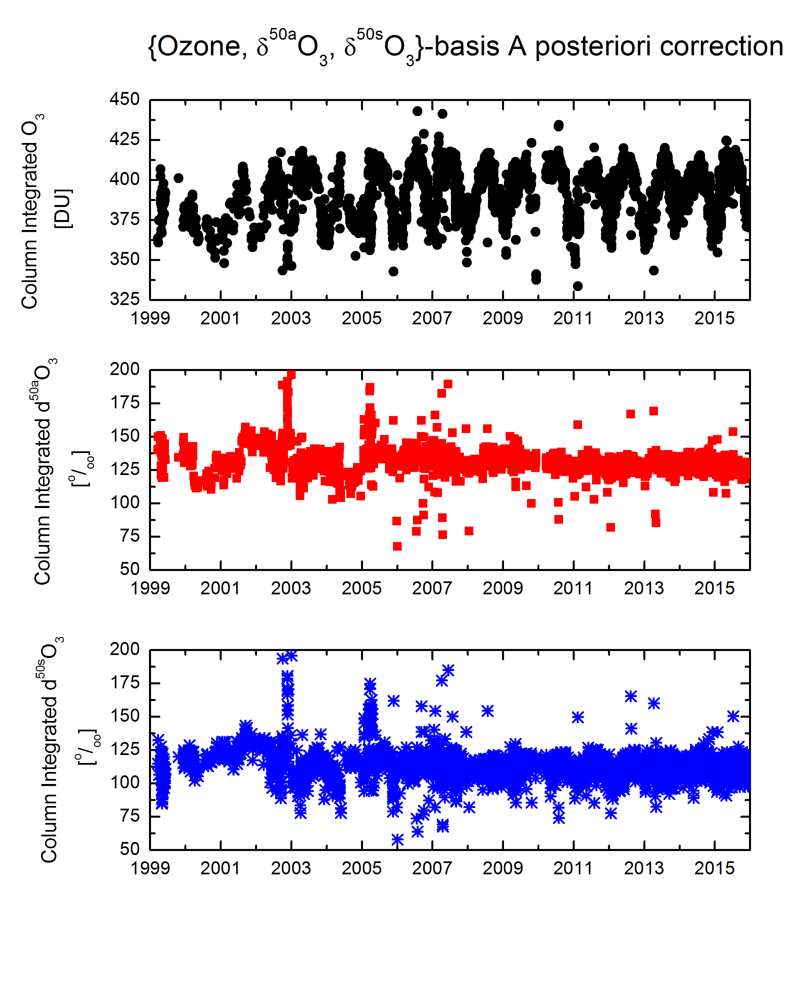 {Ozone, δ⁵⁰ᵃO₃, δ⁵⁰ˢO₃}-basis A posteriori correction
Column Integrated O₃
[DU]
450
425
400
375
350
325
1999 2001 2003 2005 2007 2009 2011 2013 2015
Column Integrated d⁵⁰ᵃO₃
[º/ₒₒ]
200
175
150
125
100
75
50
1999 2001 2003 2005 2007 2009 2011 2013 2015
Column Integrated d⁵⁰ˢO₃
[º/ₒₒ]
200
175
150
125
100
75
50
1999 2001 2003 2005 2007 2009 2011 2013 2015